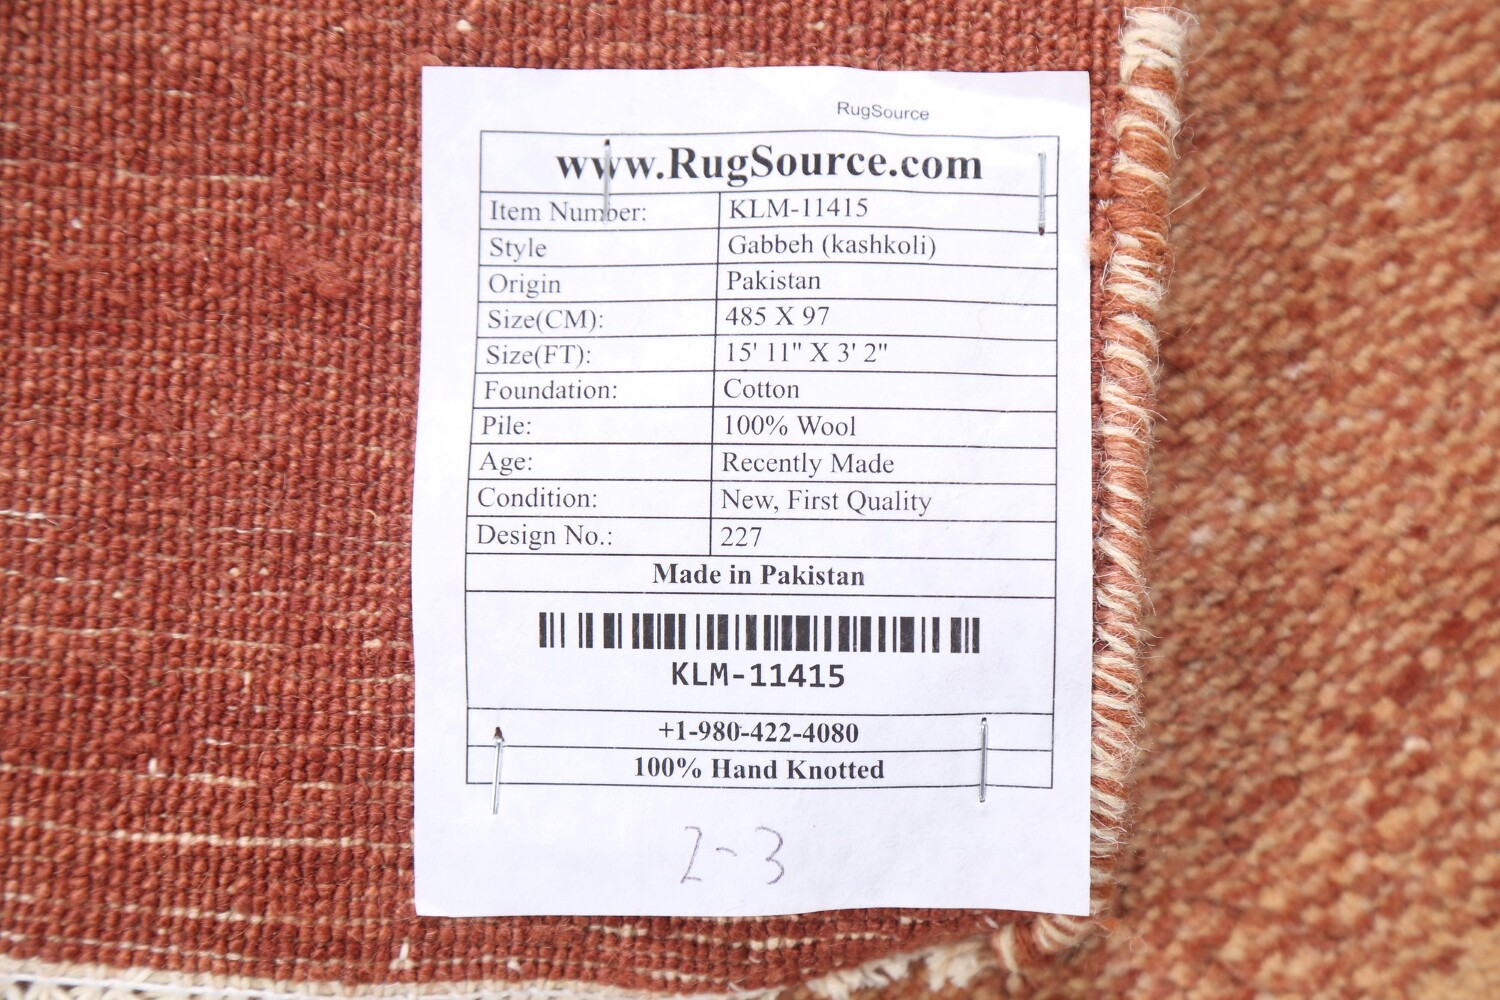 RugSource
www.RugSource.com
Item Number: KLM-11415
Style Gabbeh (kashkoli)
Origin Pakistan
Size(CM): 485 X 97
Size(FT): 15' 11" X 3' 2"
Foundation: Cotton
Pile: 100% Wool
Age: Recently Made
Condition: New, First Quality
Design No.: 227
Made in Pakistan
KLM-11415
+1-980-422-4080
100% Hand Knotted
2-3